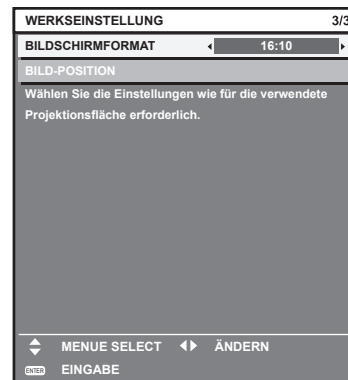 WERKSEINSTELLUNG 3/3
BILDSCHIRMFORMAT 16:10
BILD-POSITION
Wählen Sie die Einstellungen wie für die verwendete
Projektionsfläche erforderlich.
MENUE SELECT ÄNDERN
ENTER EINGABE